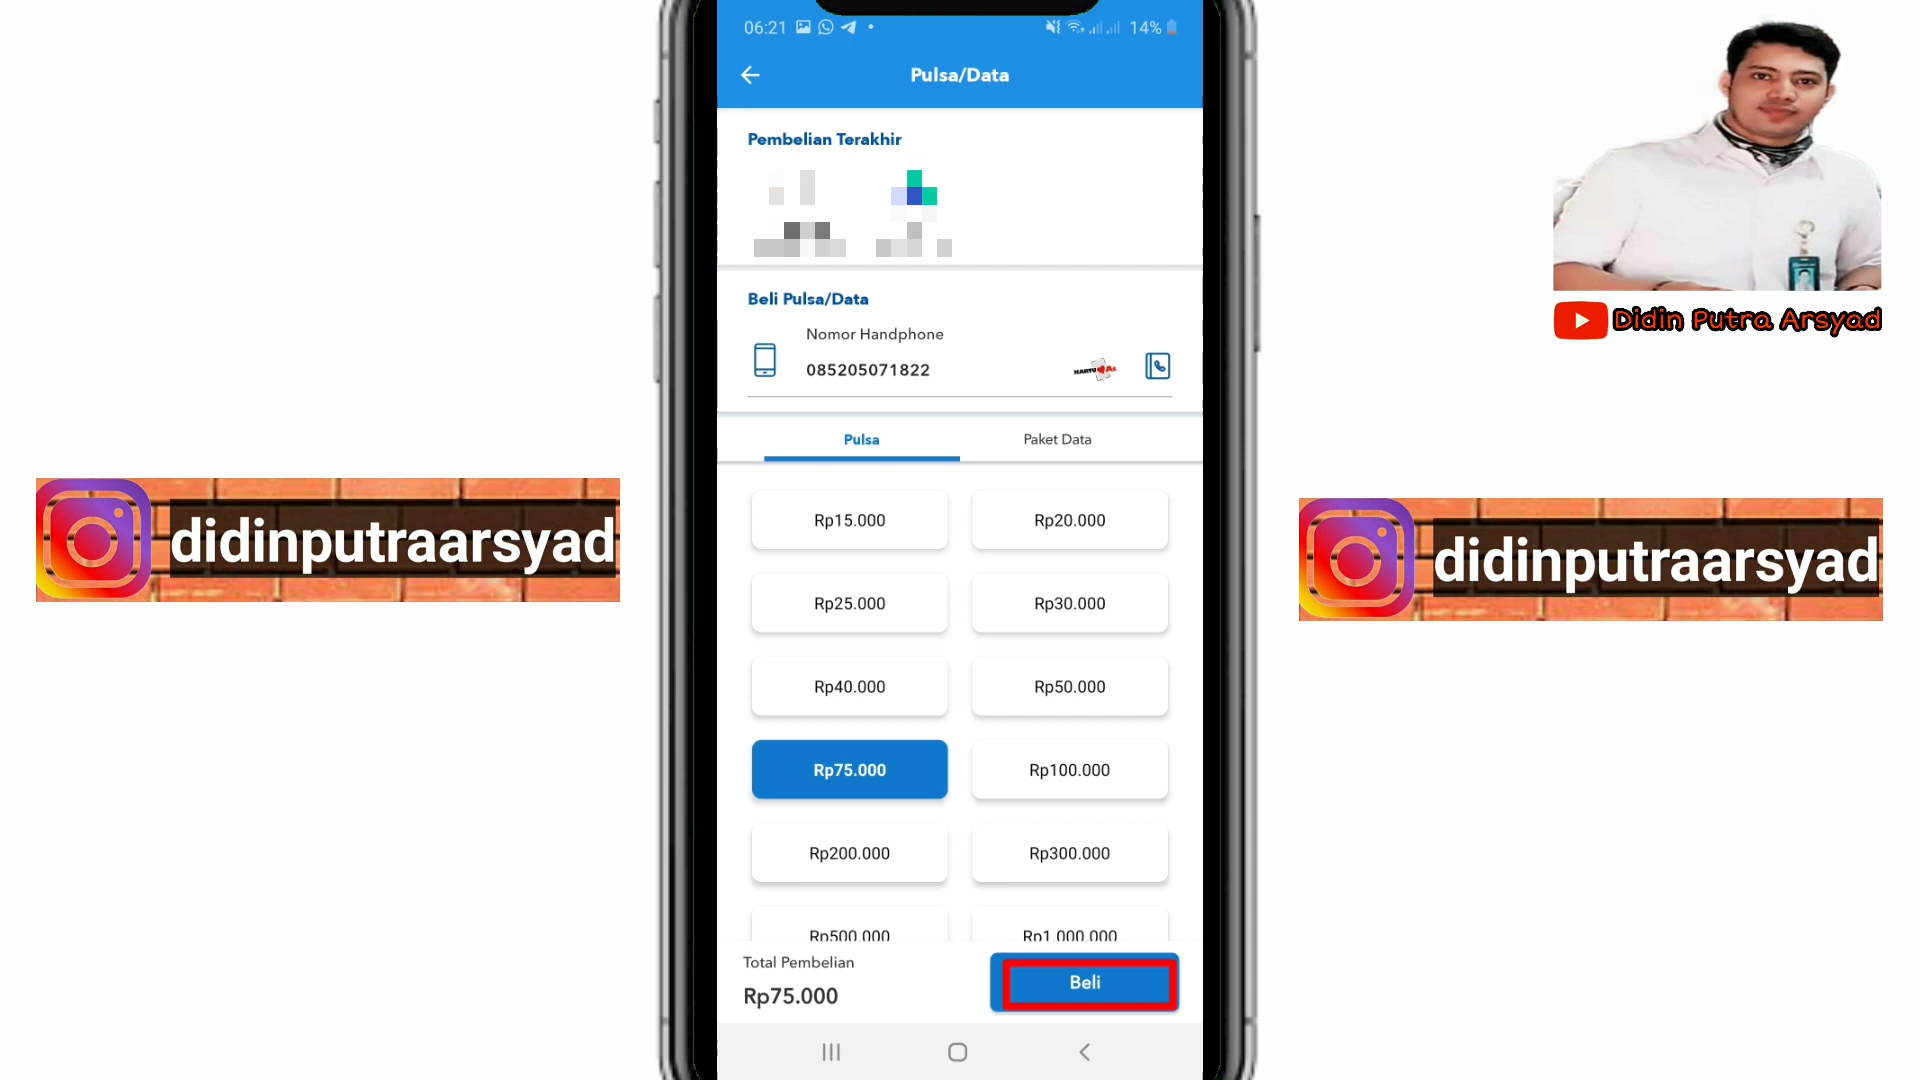 06:21
14%
Pulsa/Data
Pembelian Terakhir
Beli Pulsa/Data
Nomor Handphone
085205071822
KARTU As
Pulsa
Paket Data
Rp15.000
Rp20.000
Rp25.000
Rp30.000
Rp40.000
Rp50.000
Rp75.000
Rp100.000
Rp200.000
Rp300.000
Rp500.000
Rp1.000.000
Total Pembelian
Rp75.000
Beli
Didin Putra Arsyad
didinputraarsyad
didinputraarsyad